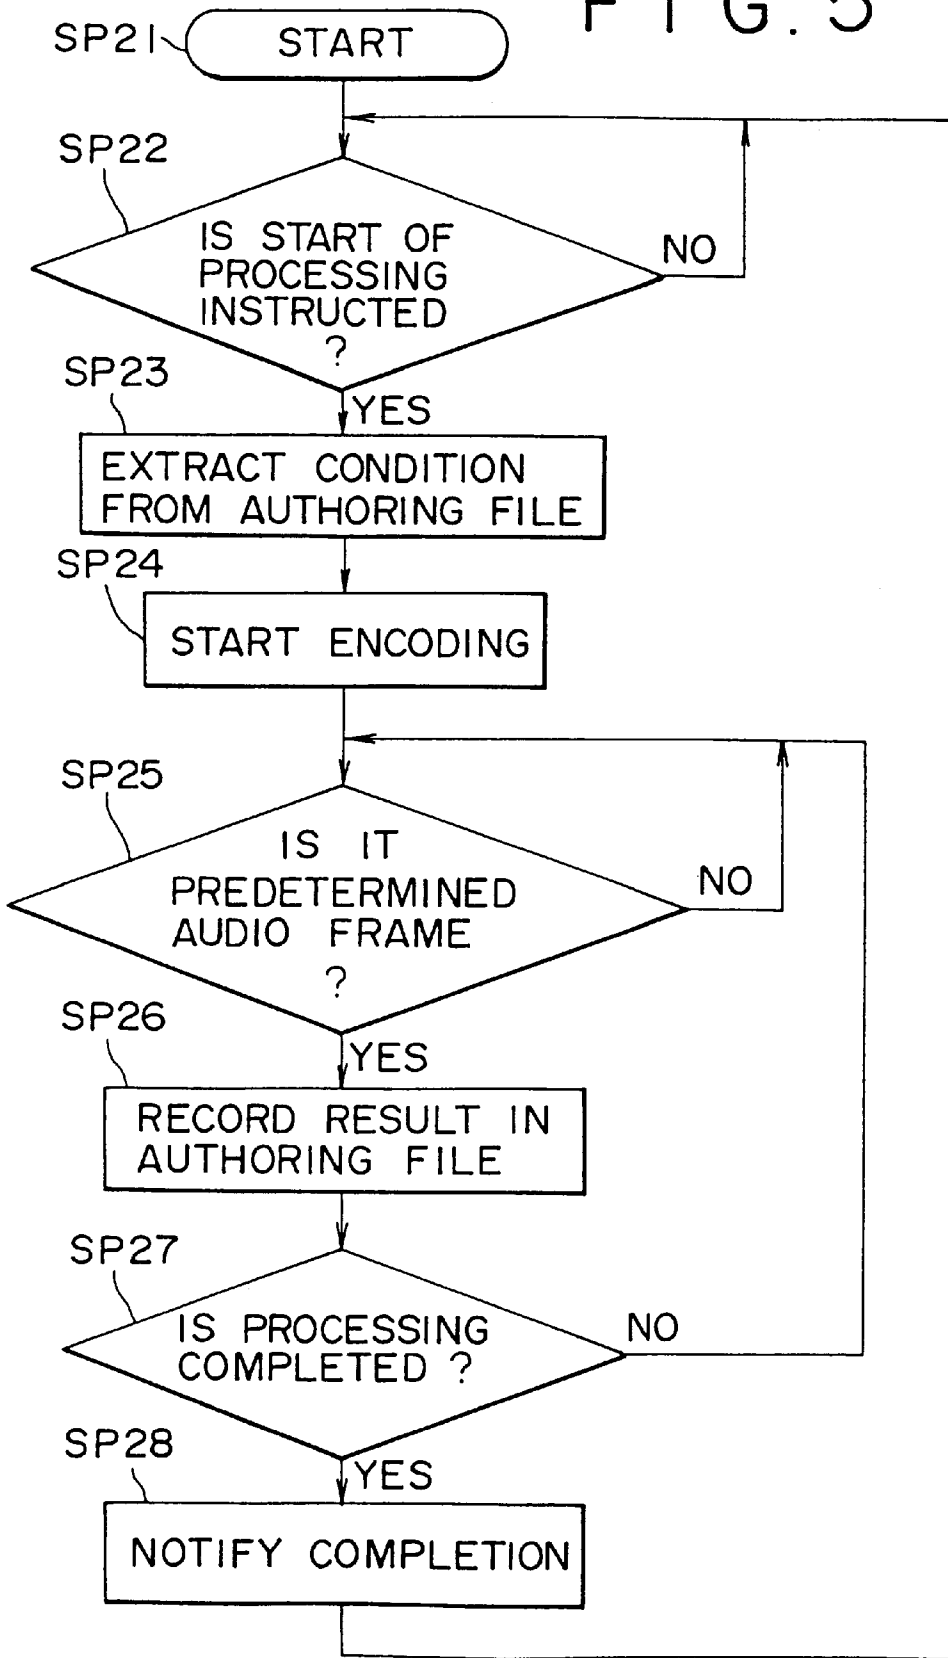 FIG.5
SP21
START
SP22
IS START OF
PROCESSING
INSTRUCTED
?
NO
SP23
YES
EXTRACT CONDITION
FROM AUTHORING FILE
SP24
START ENCODING
SP25
IS IT
PREDETERMINED
AUDIO FRAME
?
NO
SP26
YES
RECORD RESULT IN
AUTHORING FILE
SP27
IS PROCESSING
COMPLETED ?
NO
SP28
YES
NOTIFY COMPLETION